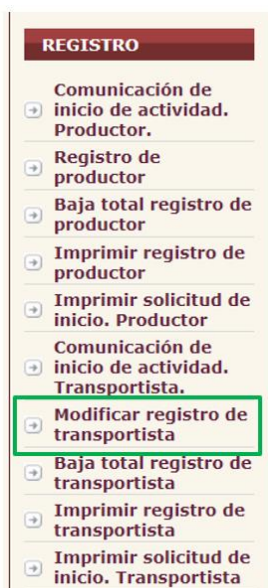 REGISTRO
Comunicación de
inicio de actividad.
Productor.
Registro de
productor
Baja total registro de
productor
Imprimir registro de
productor
Imprimir solicitud de
inicio. Productor
Comunicación de
inicio de actividad.
Transportista.
Modificar registro de
transportista
Baja total registro de
transportista
Imprimir registro de
transportista
Imprimir solicitud de
inicio. Transportista